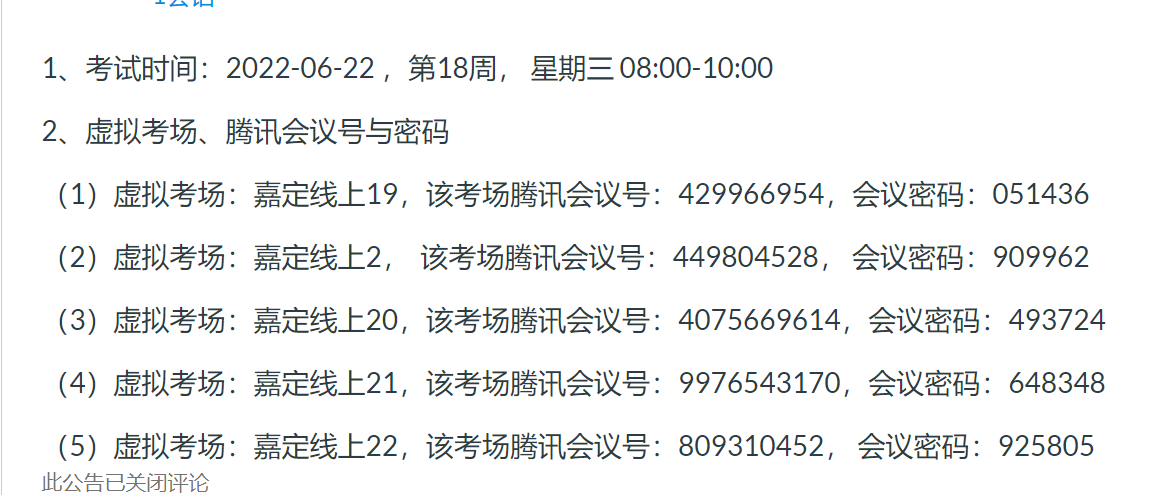 1、考试时间：2022-06-22 ，第18周， 星期三 08:00-10:00
2、虚拟考场、腾讯会议号与密码
（1）虚拟考场：嘉定线上19，该考场腾讯会议号：429966954，会议密码：051436
（2）虚拟考场：嘉定线上2， 该考场腾讯会议号：449804528， 会议密码：909962
（3）虚拟考场：嘉定线上20，该考场腾讯会议号：4075669614，会议密码：493724
（4）虚拟考场：嘉定线上21，该考场腾讯会议号：9976543170，会议密码：648348
（5）虚拟考场：嘉定线上22，该考场腾讯会议号：809310452， 会议密码：925805
此公告已关闭评论